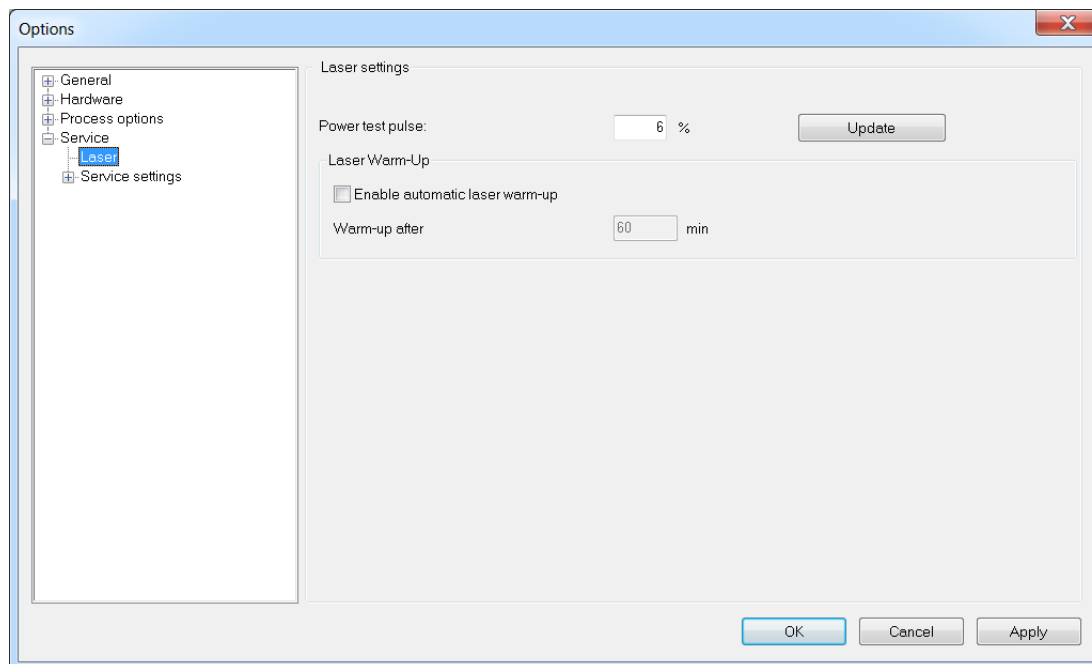 Options
General
Hardware
Process options
Service
Laser
Service settings
Laser settings
Power test pulse: 6 % Update
Laser Warm-Up
Enable automatic laser warm-up
Warm-up after 60 min
OK Cancel Apply